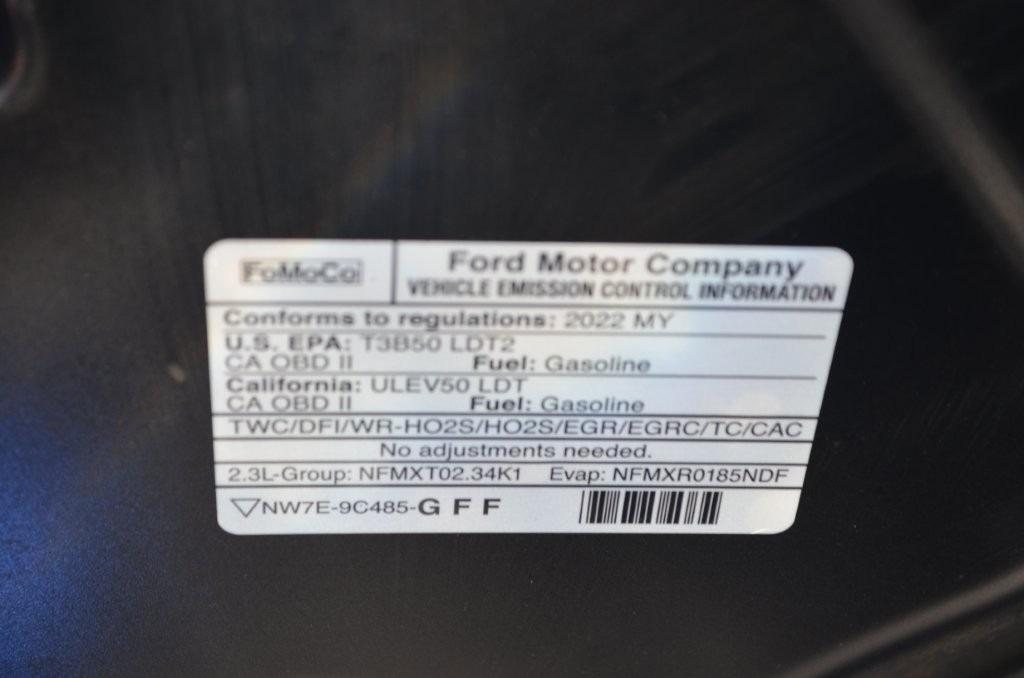 FoMoCo
Ford Motor Company
VEHICLE EMISSION CONTROL INFORMATION
Conforms to regulations: 2022 MY
U.S. EPA: T3B50 LDT2
CA OBD II Fuel: Gasoline
California: ULEV50 LDT
CA OBD II Fuel: Gasoline
TWC/DFI/WR-HO2S/HO2S/EGR/EGRC/TC/CAC
No adjustments needed.
2.3L-Group: NFMXT02.34K1 Evap: NFMXR0185NDF
NW7E-9C485-G F F